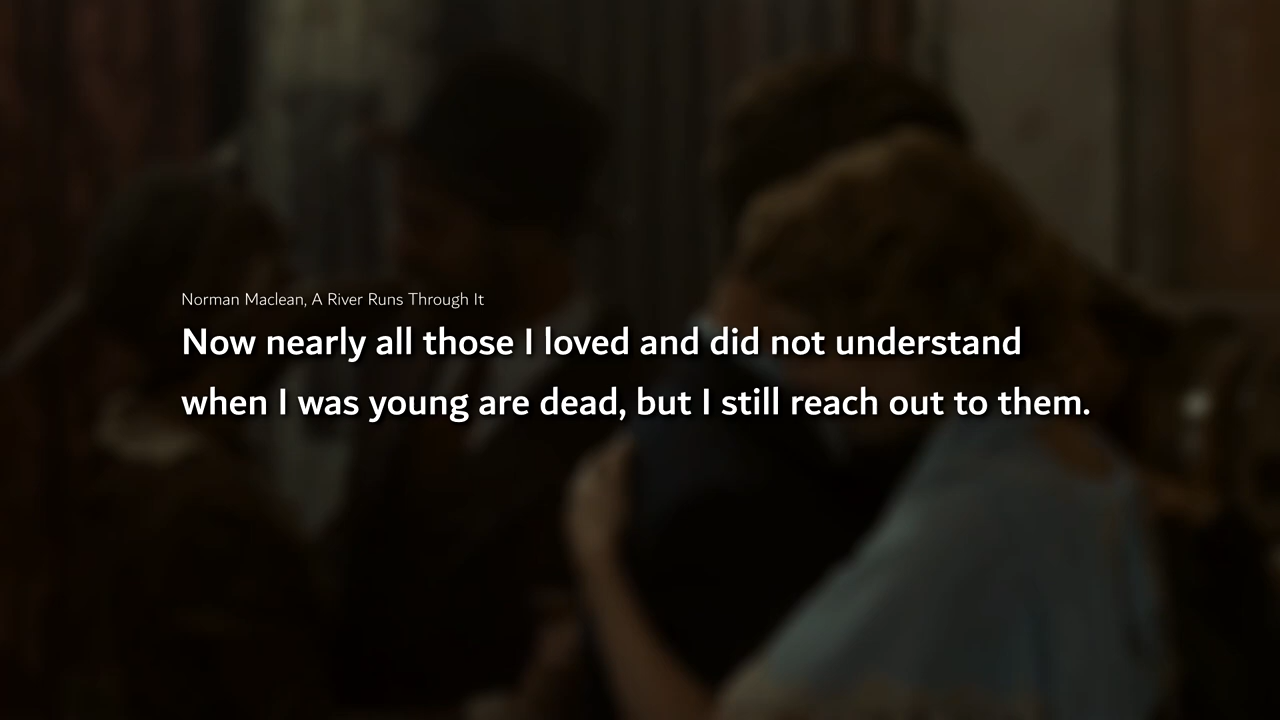 Norman Maclean, A River Runs Through It
Now nearly all those I loved and did not understand
when I was young are dead, but I still reach out to them.